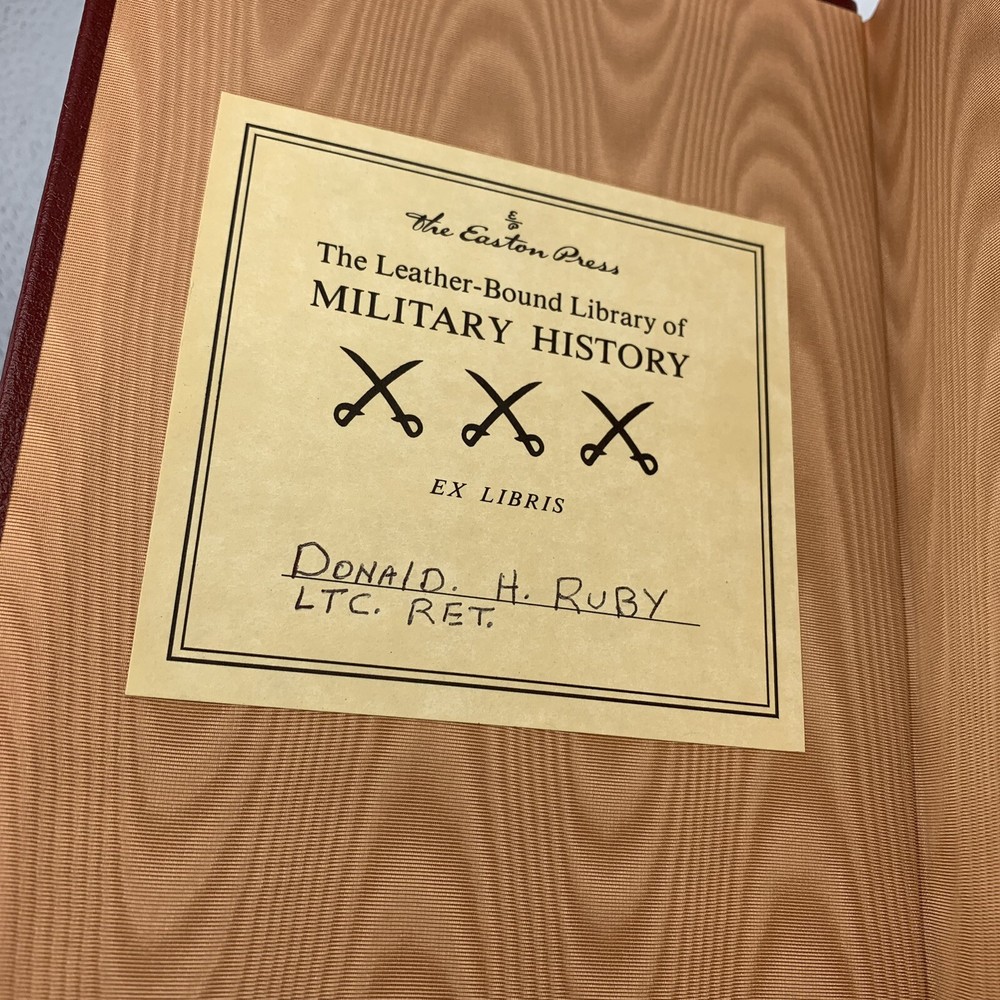 E
P
the Easton Press
The Leather-Bound Library of
MILITARY HISTORY
EX LIBRIS
DONAlD. H. RUBY
LTC. RET.